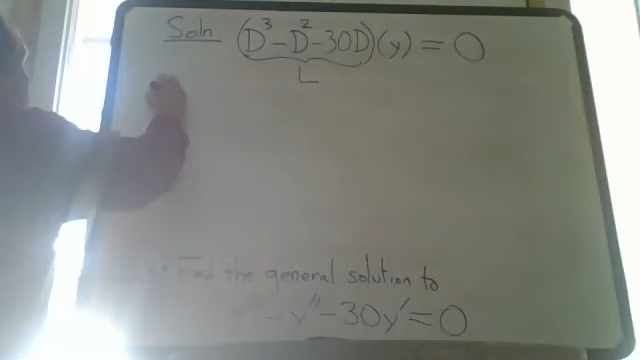 Soln (D³ - D² - 30D)(y) = 0
L
Find the general solution to
- y'' - 30y' = 0